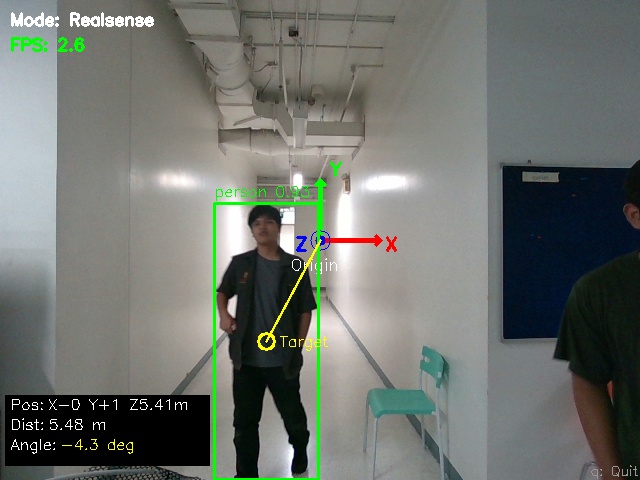 Mode: Realsense
FPS: 2.6
Y
person 0.93
Z
X
Origin
Target
Pos: X-0 Y+1 Z5.41m
Dist: 5.48 m
Angle: -4.3 deg
q: Quit